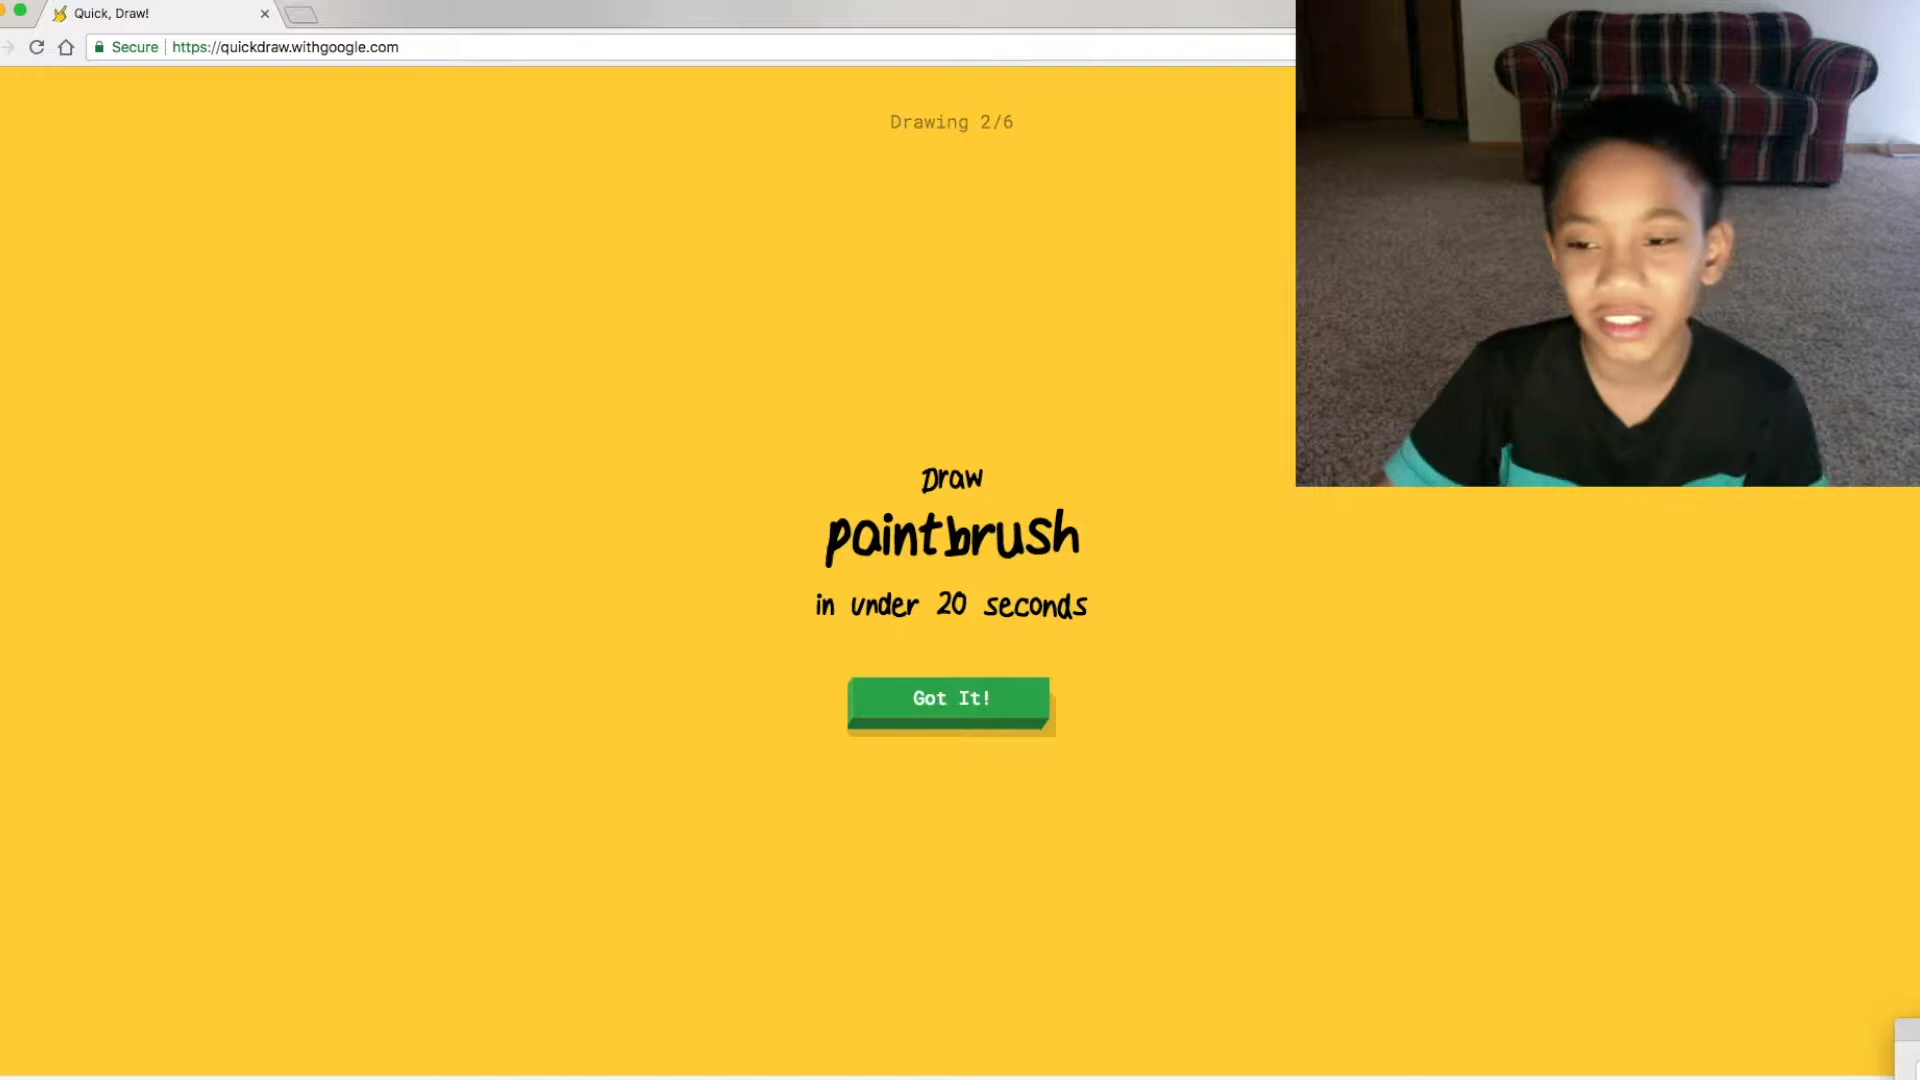 Quick, Draw!
Secure
https://quickdraw.withgoogle.com
Drawing 2/6
Draw
paintbrush
in under 20 seconds
Got It!